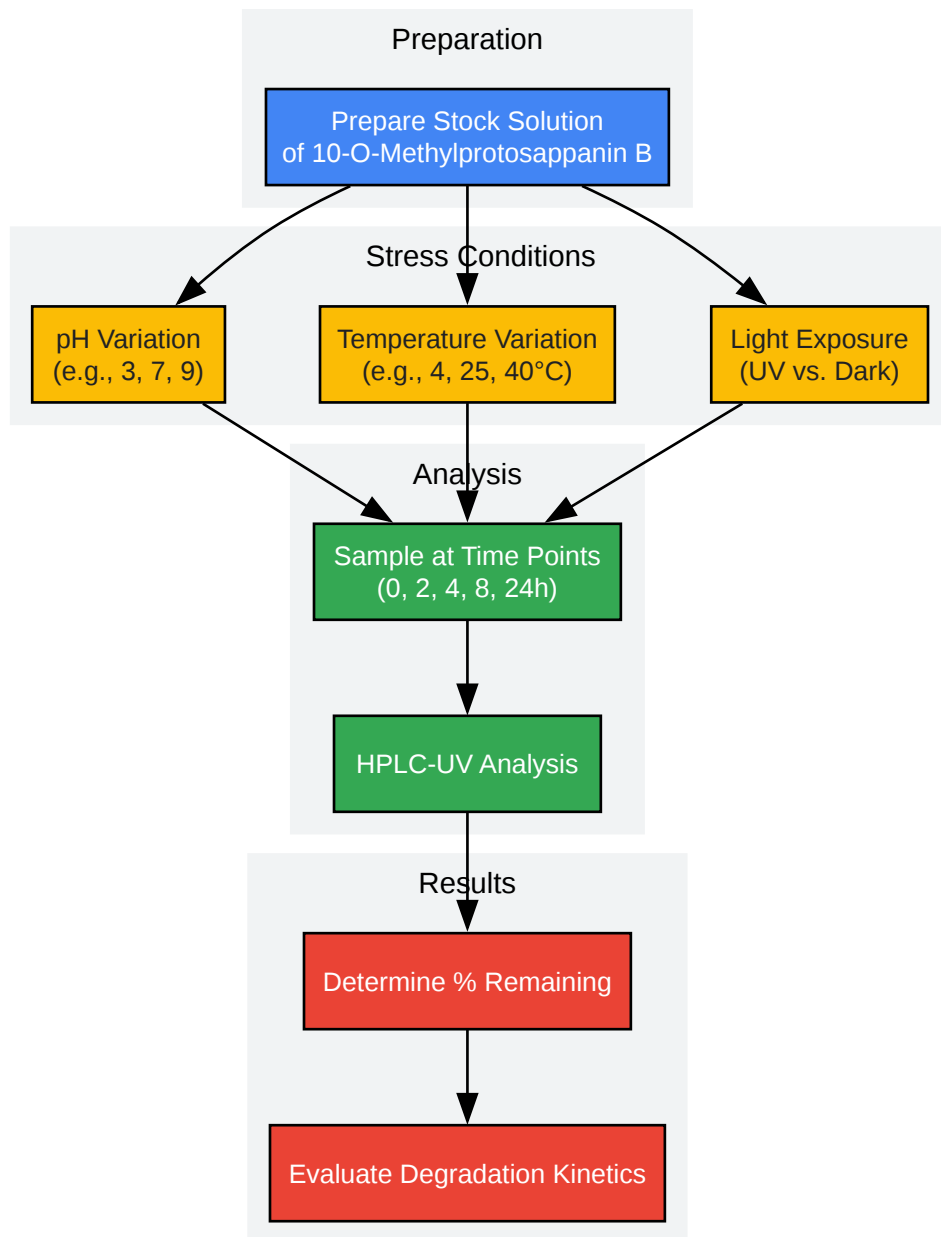 Preparation
Prepare Stock Solution
of 10-O-Methylprotosappanin B
Stress Conditions
pH Variation
(e.g., 3, 7, 9)
Temperature Variation
(e.g., 4, 25, 40°C)
Light Exposure
(UV vs. Dark)
Analysis
Sample at Time Points
(0, 2, 4, 8, 24h)
HPLC-UV Analysis
Results
Determine % Remaining
Evaluate Degradation Kinetics